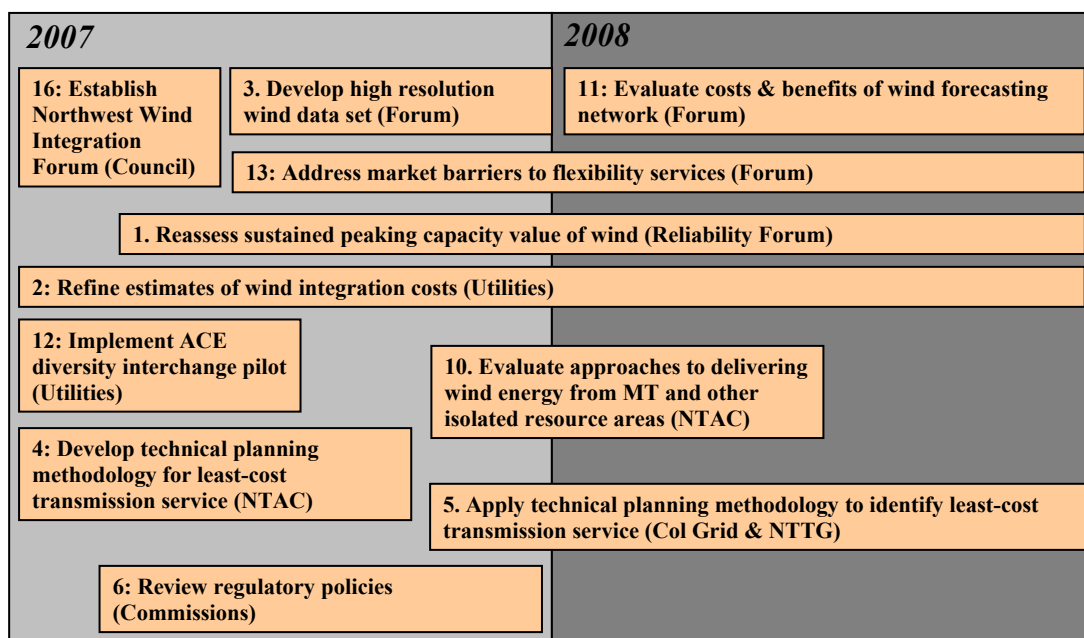 2007
2008
16: Establish
Northwest Wind
Integration
Forum (Council)
3. Develop high resolution
wind data set (Forum)
11: Evaluate costs & benefits of wind forecasting
network (Forum)
13: Address market barriers to flexibility services (Forum)
1. Reassess sustained peaking capacity value of wind (Reliability Forum)
2: Refine estimates of wind integration costs (Utilities)
12: Implement ACE
diversity interchange pilot
(Utilities)
10. Evaluate approaches to delivering
wind energy from MT and other
isolated resource areas (NTAC)
4: Develop technical planning
methodology for least-cost
transmission service (NTAC)
5. Apply technical planning methodology to identify least-cost
transmission service (Col Grid & NTTG)
6: Review regulatory policies
(Commissions)